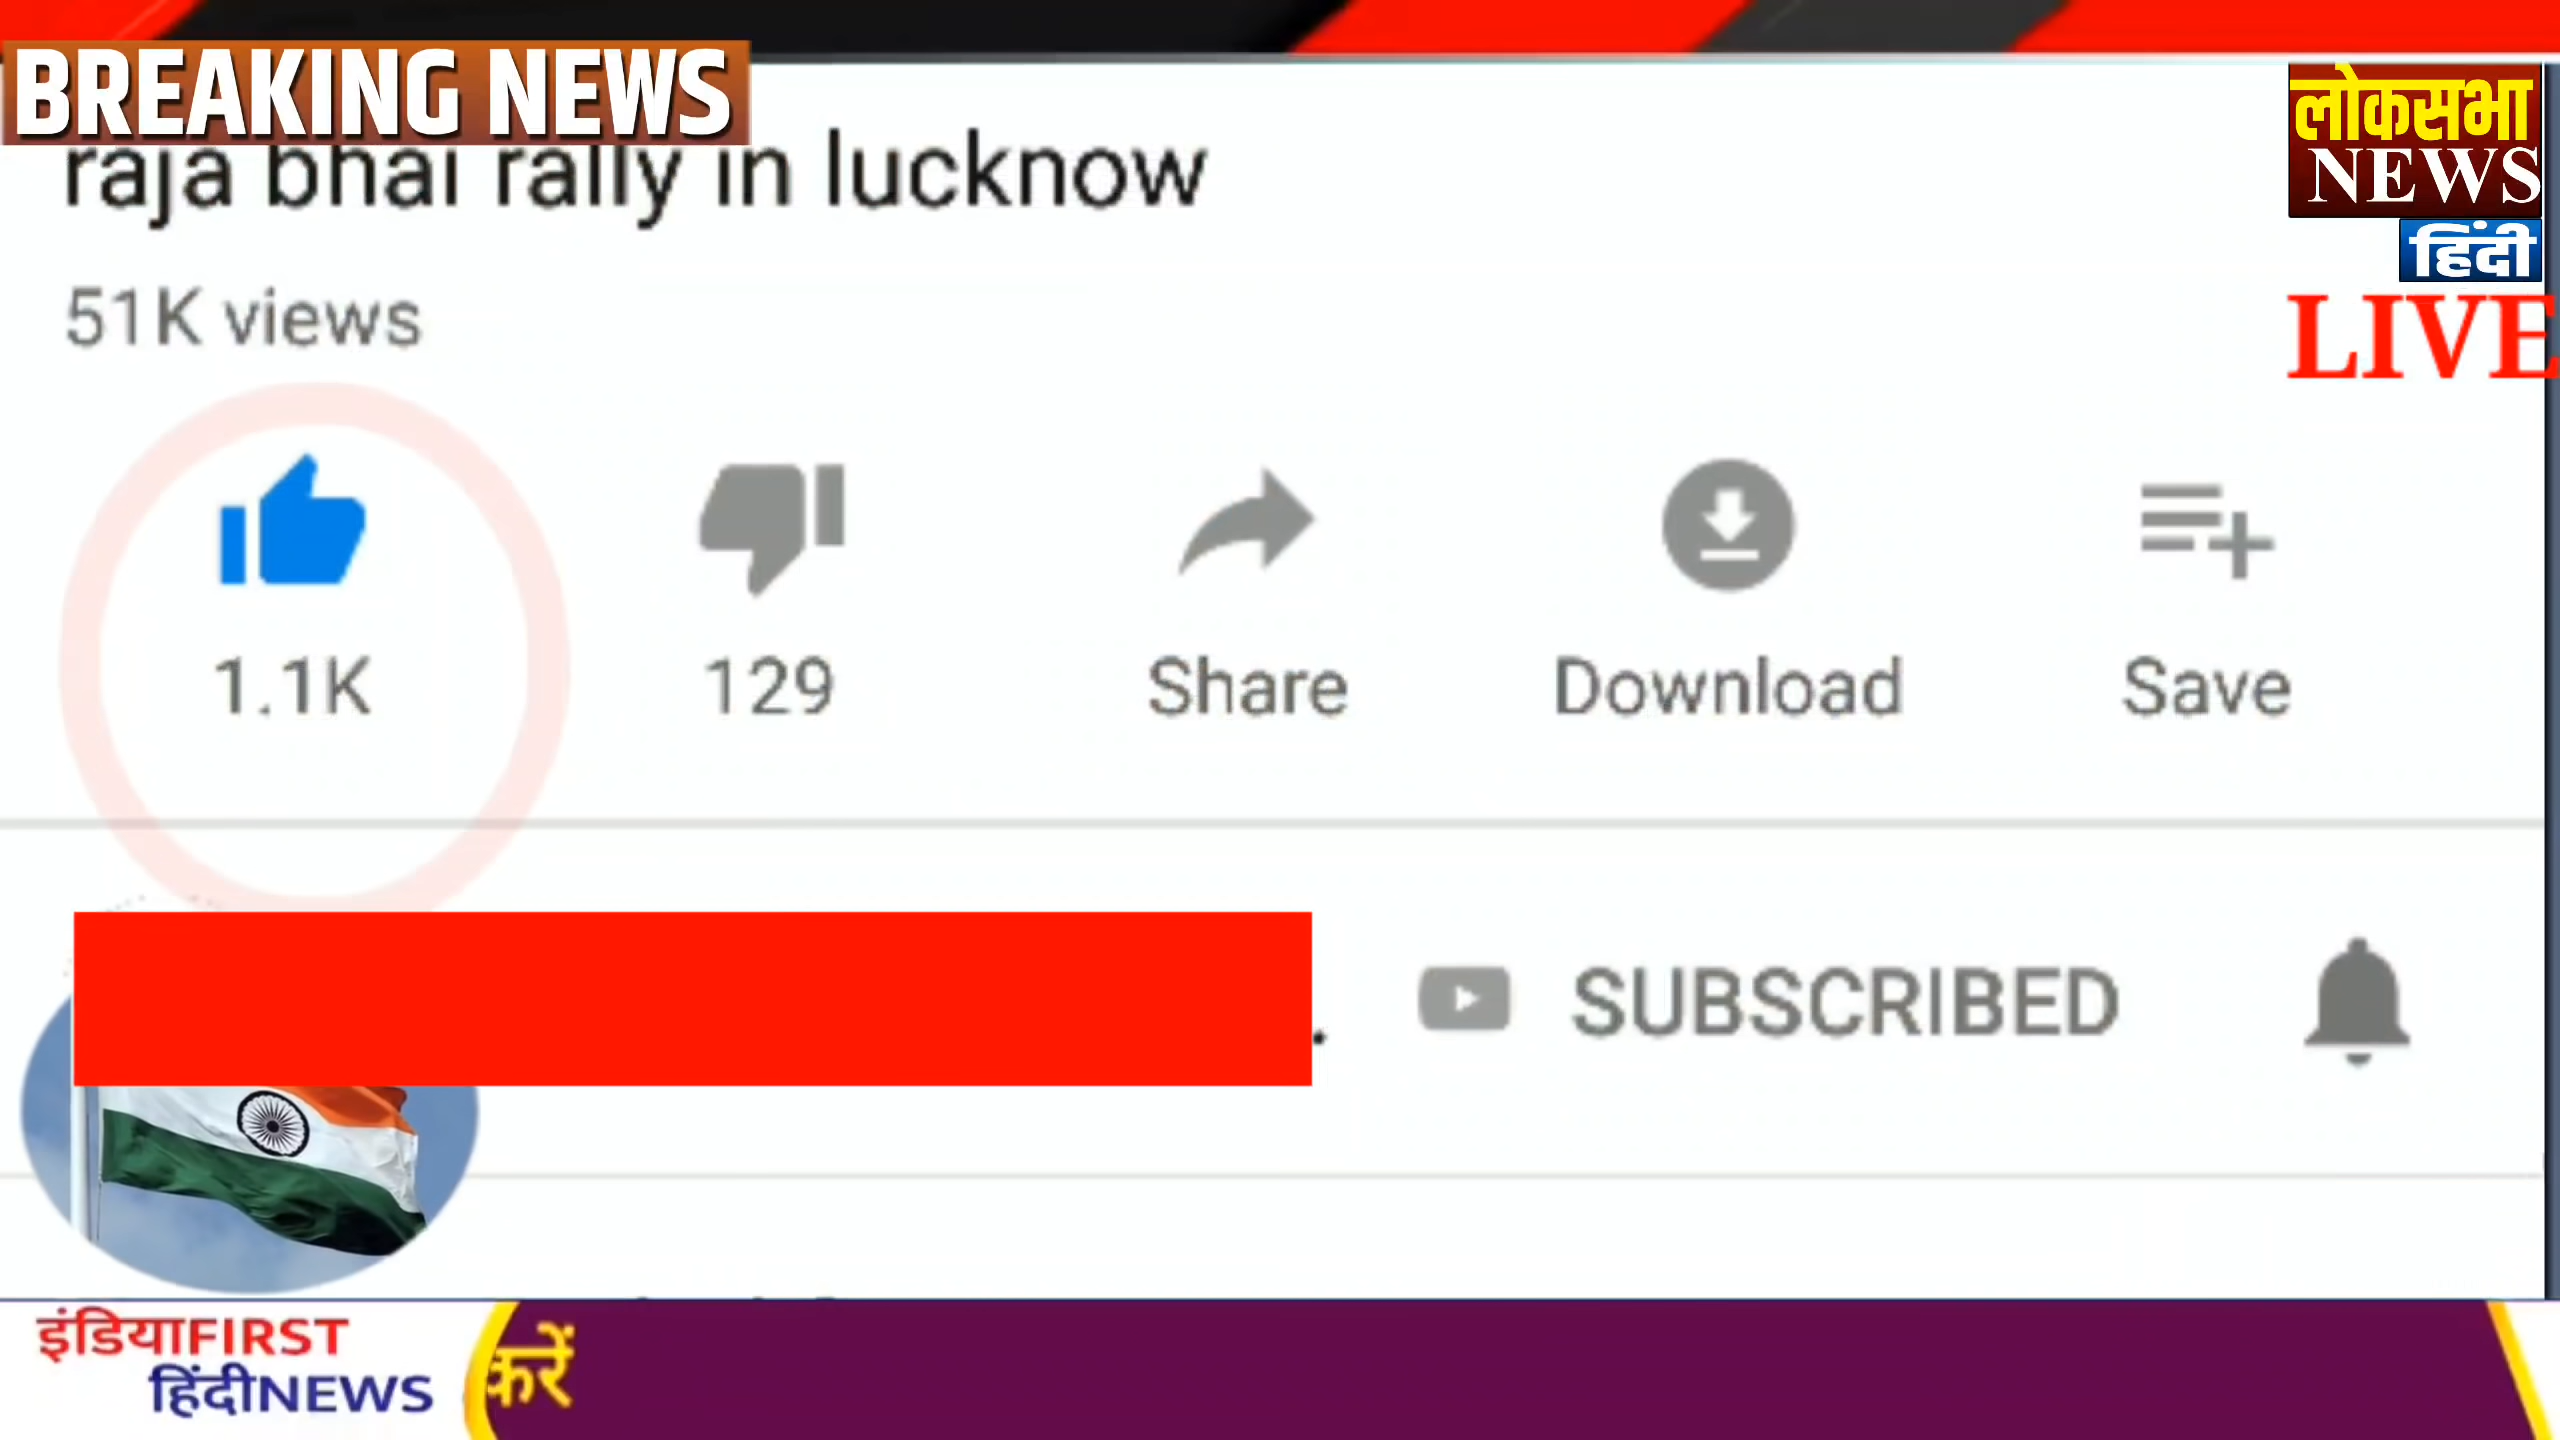 BREAKING NEWS
raja bhai rally in lucknow
लोकसभा
NEWS
हिंदी
LIVE
51K views
1.1K
129
Share
Download
Save
SUBSCRIBED
इंडियाFIRST
हिंदीNEWS
करें